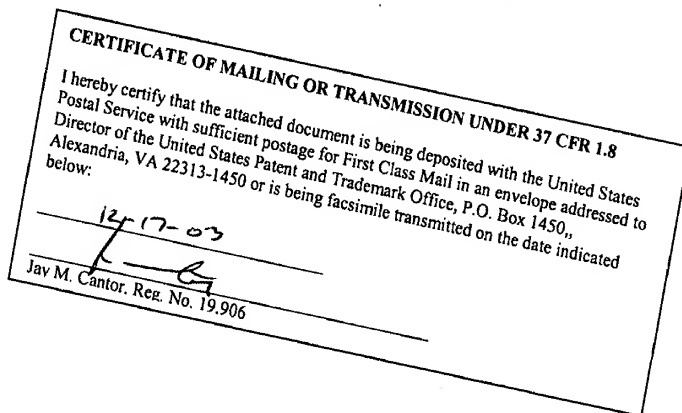 CERTIFICATE OF MAILING OR TRANSMISSION UNDER 37 CFR 1.8
I hereby certify that the attached document is being deposited with the United States
Postal Service with sufficient postage for First Class Mail in an envelope addressed to
Director of the United States Patent and Trademark Office, P.O. Box 1450,,
Alexandria, VA 22313-1450 or is being facsimile transmitted on the date indicated
below:
12-17-03
Jay M. Cantor, Reg. No. 19,906